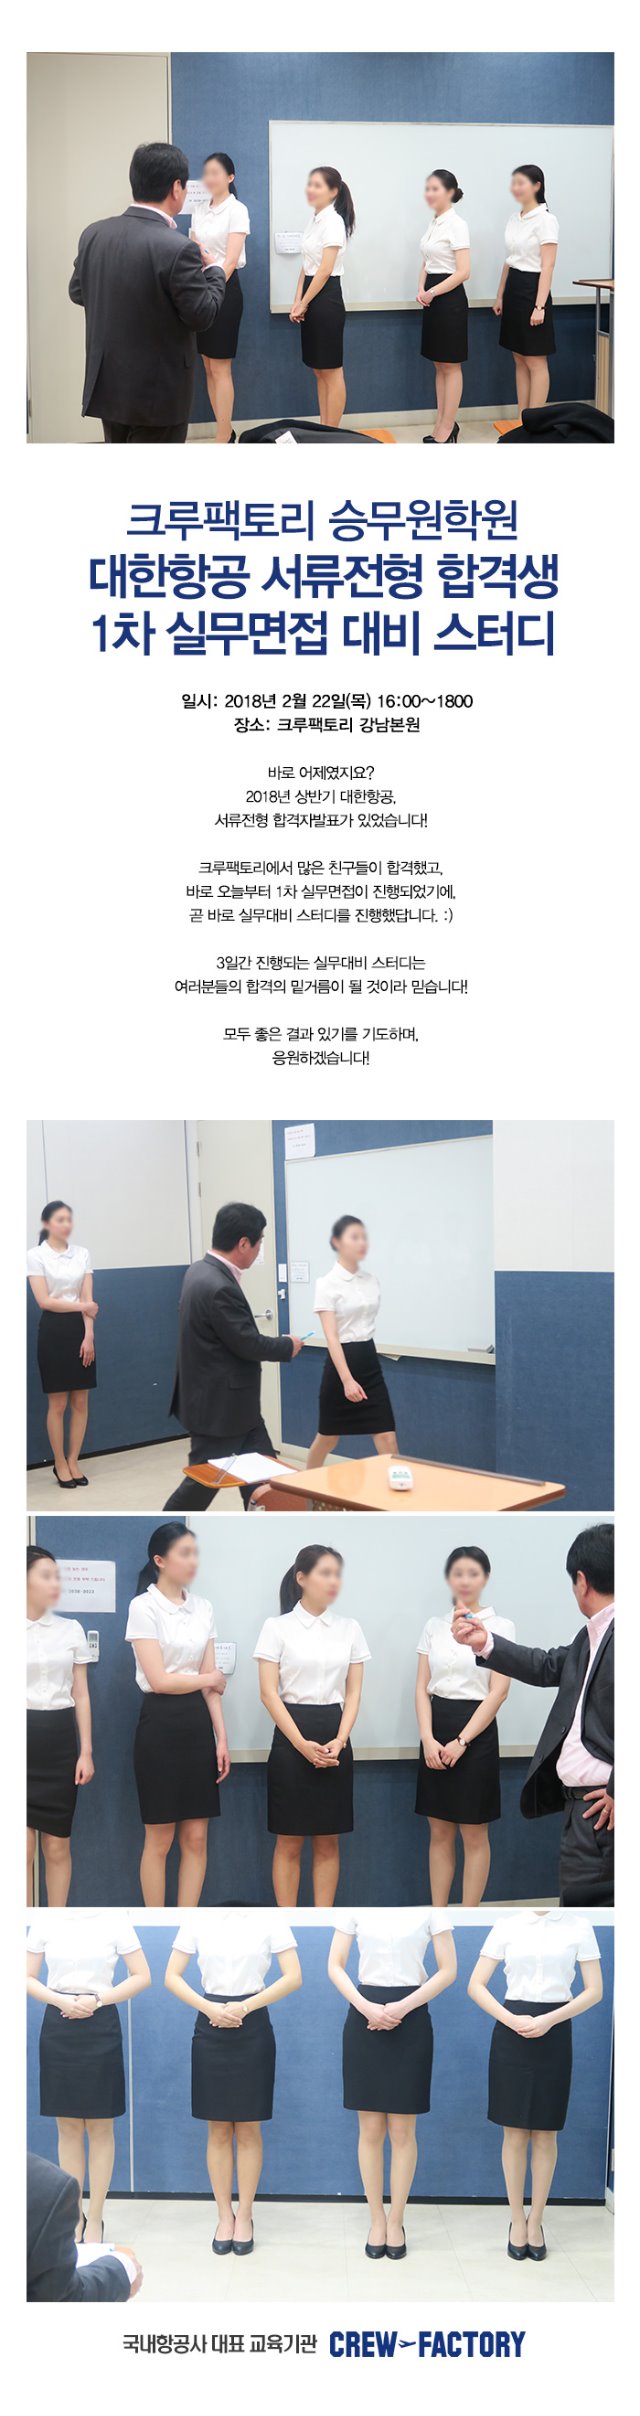 크루팩토리 승무원학원
대한항공 서류전형 합격생
1차 실무면접 대비 스터디
일시: 2018년 2월 22일(목) 16:00~1800
장소: 크루팩토리 강남본원
바로 어제였지요?
2018년 상반기 대한항공,
서류전형 합격자발표가 있었습니다!
크루팩토리에서 많은 친구들이 합격했고,
바로 오늘부터 1차 실무면접이 진행되었기에,
곧 바로 실무대비 스터디를 진행했답니다. :)
3일간 진행되는 실무대비 스터디는
여러분들의 합격의 밑거름이 될 것이라 믿습니다!
모두 좋은 결과 있기를 기도하며,
응원하겠습니다!
국내항공사 대표 교육기관 CREW FACTORY